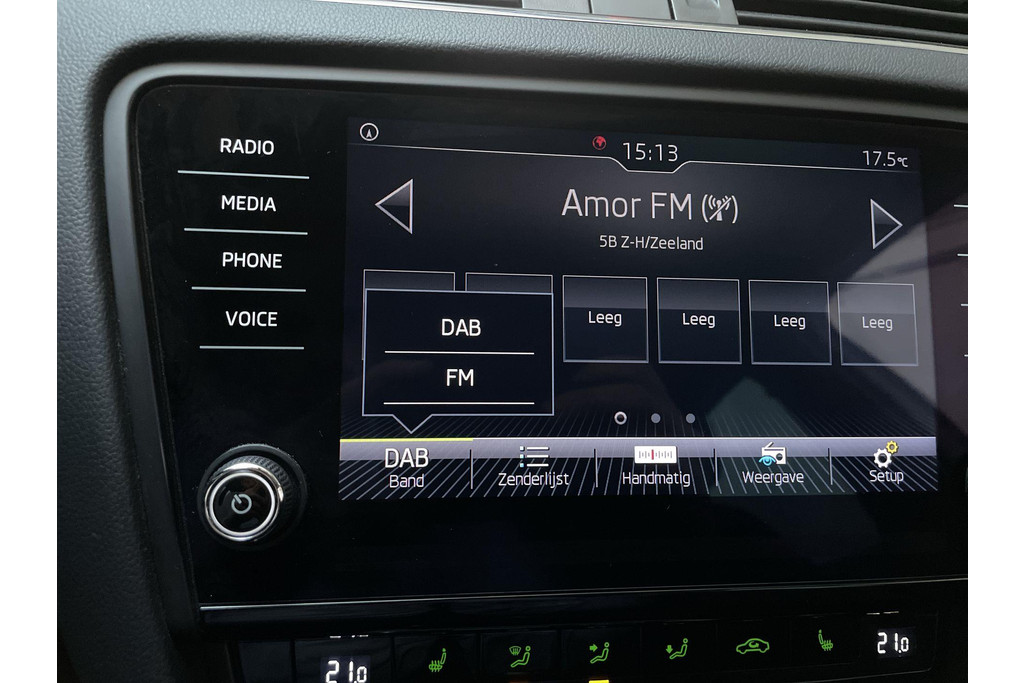 15:13
17.5°C
RADIO
MEDIA
PHONE
VOICE
Amor FM
5B Z-H/Zeeland
Leeg
Leeg
Leeg
Leeg
DAB
FM
DAB
Band
Zenderlijst
Handmatig
Weergave
Setup
21.0
21.0